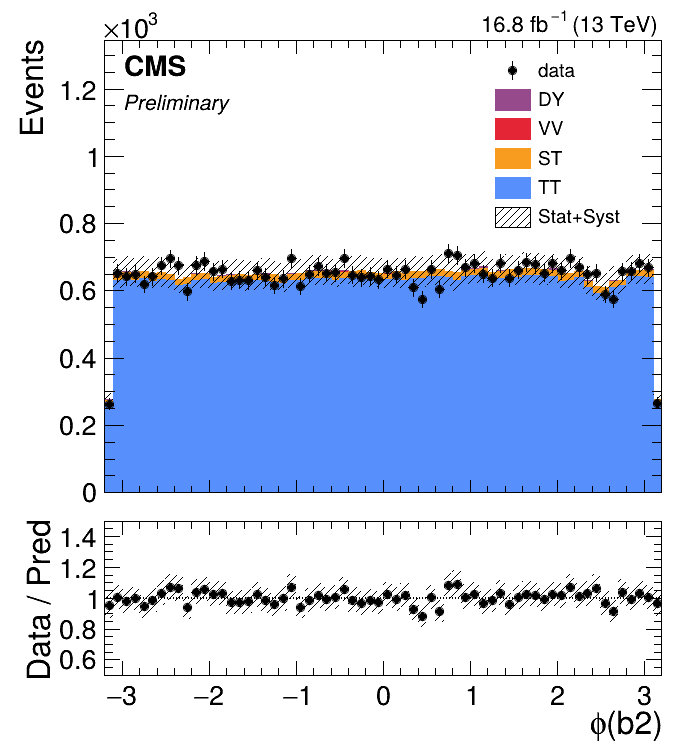 ×10³
16.8 fb⁻¹ (13 TeV)
CMS
Preliminary
Events
data
DY
VV
ST
TT
Stat+Syst
1.2
1
0.8
0.6
0.4
0.2
0
Data / Pred
1.4
1.2
1
0.8
0.6
−3 −2 −1 0 1 2 3
ϕ(b2)